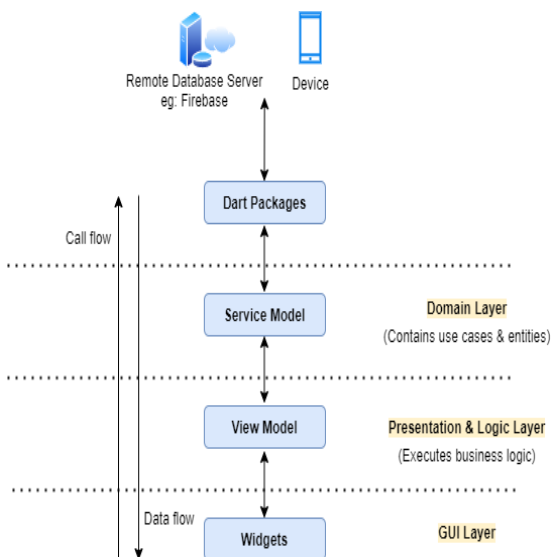 Remote Database Server
eg: Firebase
Device
Dart Packages
Call flow
Service Model
Domain Layer
(Contains use cases & entities)
View Model
Presentation & Logic Layer
(Executes business logic)
Data flow
Widgets
GUI Layer